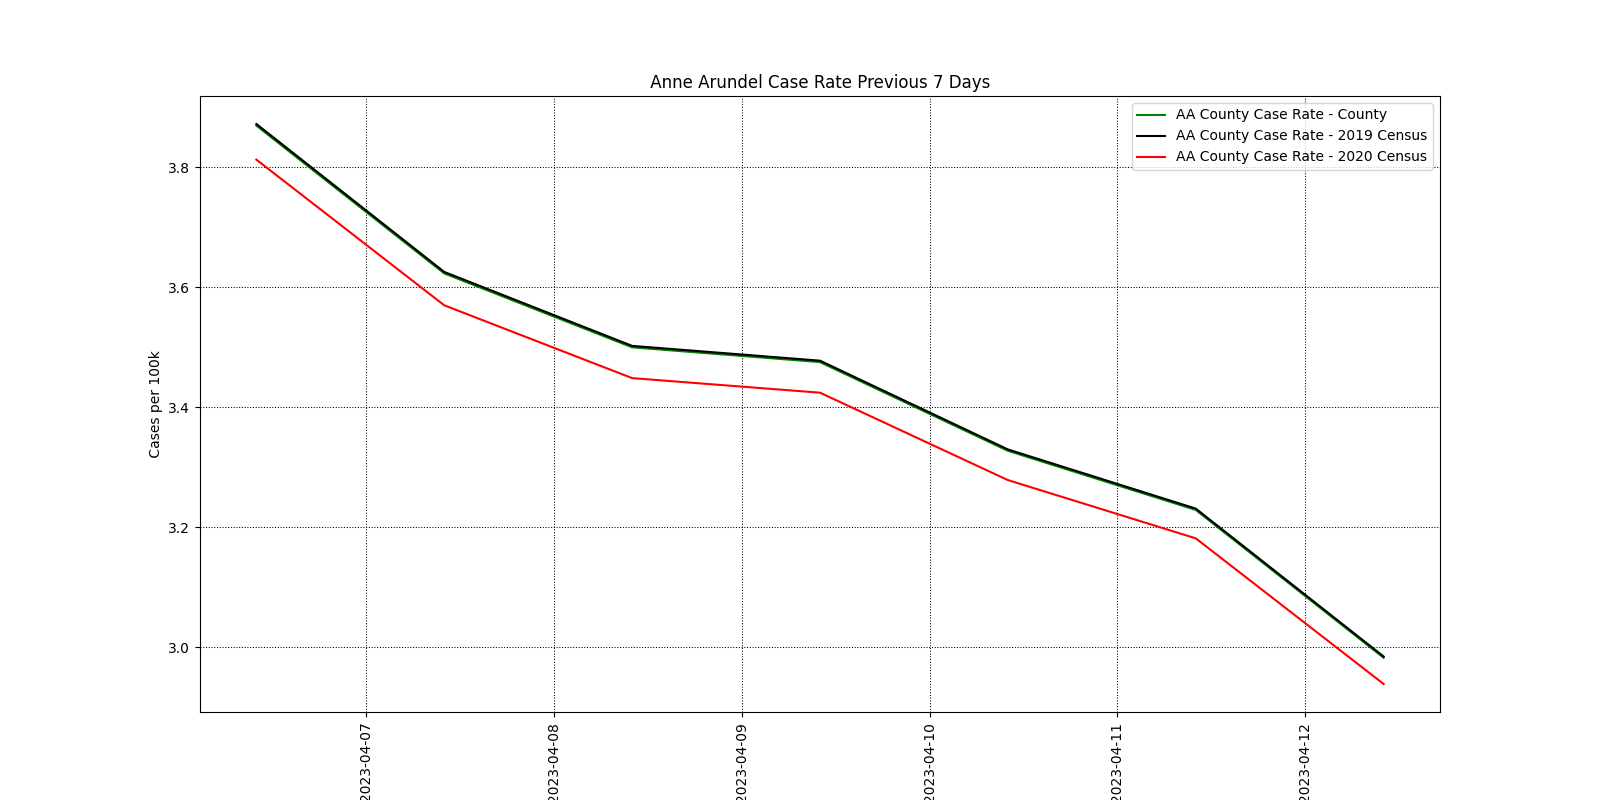 Anne Arundel Case Rate Previous 7 Days
AA County Case Rate - County
AA County Case Rate - 2019 Census
AA County Case Rate - 2020 Census
Cases per 100k
3.8
3.6
3.4
3.2
3.0
2023-04-07
2023-04-08
2023-04-09
2023-04-10
2023-04-11
2023-04-12